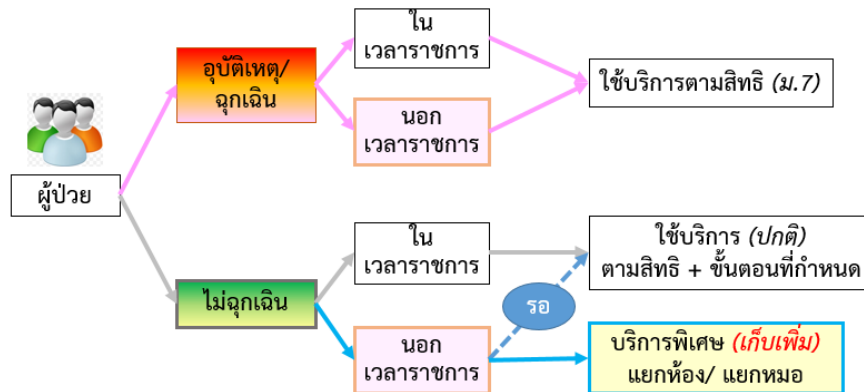 ผู้ป่วย
อุบัติเหตุ/
ฉุกเฉิน
ใน
เวลาราชการ
นอก
เวลาราชการ
ใช้บริการตามสิทธิ (ม.7)
ไม่ฉุกเฉิน
ใน
เวลาราชการ
นอก
เวลาราชการ
รอ
ใช้บริการ (ปกติ)
ตามสิทธิ + ขั้นตอนที่กำหนด
บริการพิเศษ (เก็บเพิ่ม)
แยกห้อง/ แยกหมอ